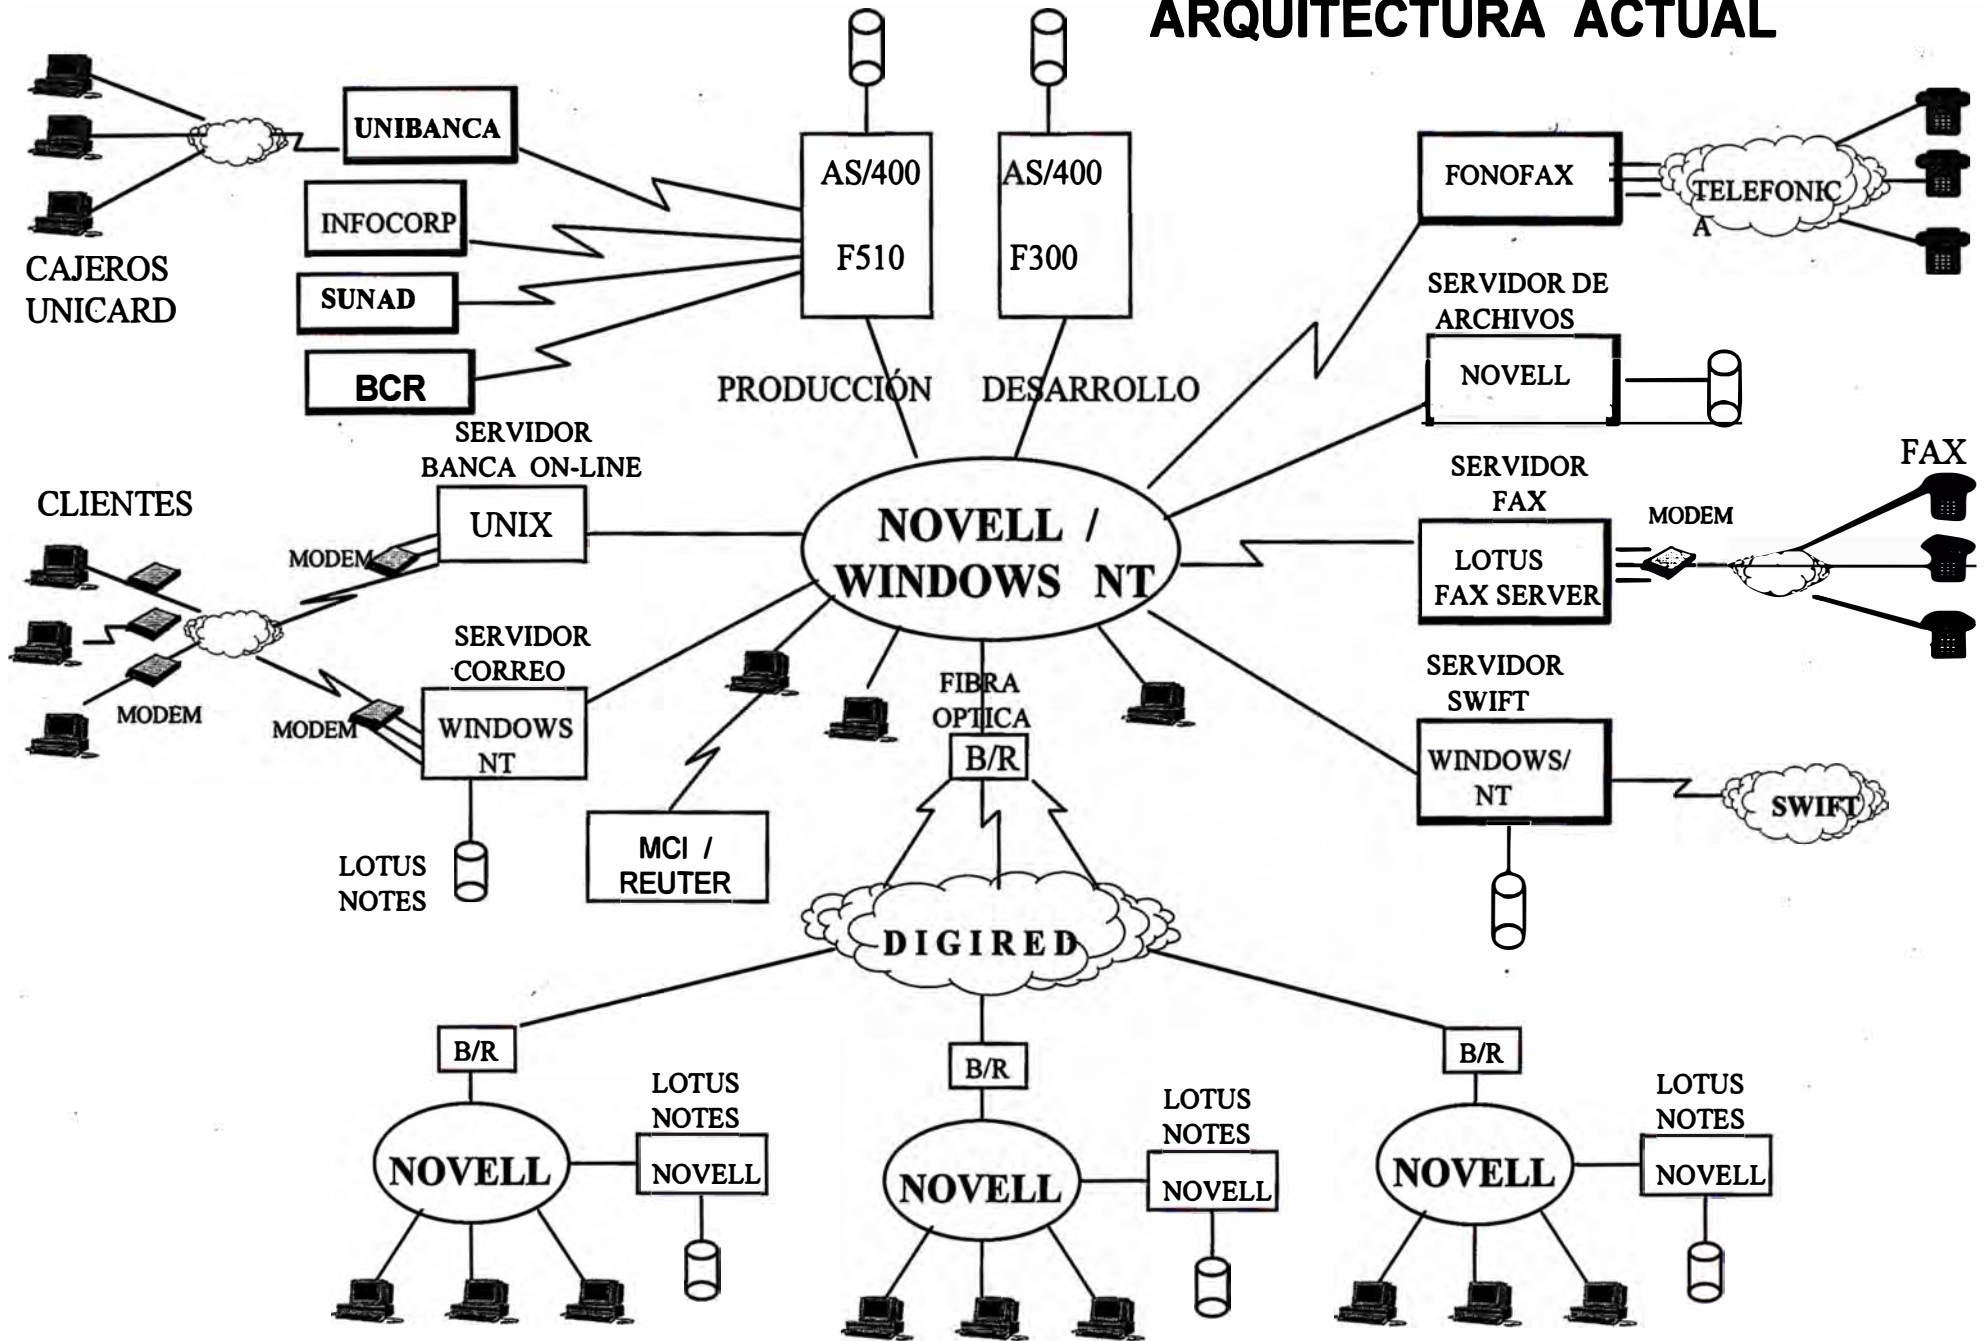 ARQUITECTURA ACTUAL
UNIBANCA
INFOCORP
SUNAD
BCR
CAJEROS
UNICARD
AS/400
F510
AS/400
F300
PRODUCCIÓN
DESARROLLO
FONOFAX
TELEFONIC
A
SERVIDOR DE
ARCHIVOS
NOVELL
SERVIDOR
BANCA ON-LINE
UNIX
CLIENTES
MODEM
MODEM
MODEM
SERVIDOR
CORREO
WINDOWS
NT
LOTUS
NOTES
NOVELL /
WINDOWS NT
SERVIDOR
FAX
LOTUS
FAX SERVER
MODEM
FAX
SERVIDOR
SWIFT
WINDOWS/
NT
SWIFT
FIBRA
OPTICA
B/R
MCI /
REUTER
DIGIRED
B/R
NOVELL
LOTUS
NOTES
NOVELL
B/R
NOVELL
LOTUS
NOTES
NOVELL
B/R
NOVELL
LOTUS
NOTES
NOVELL